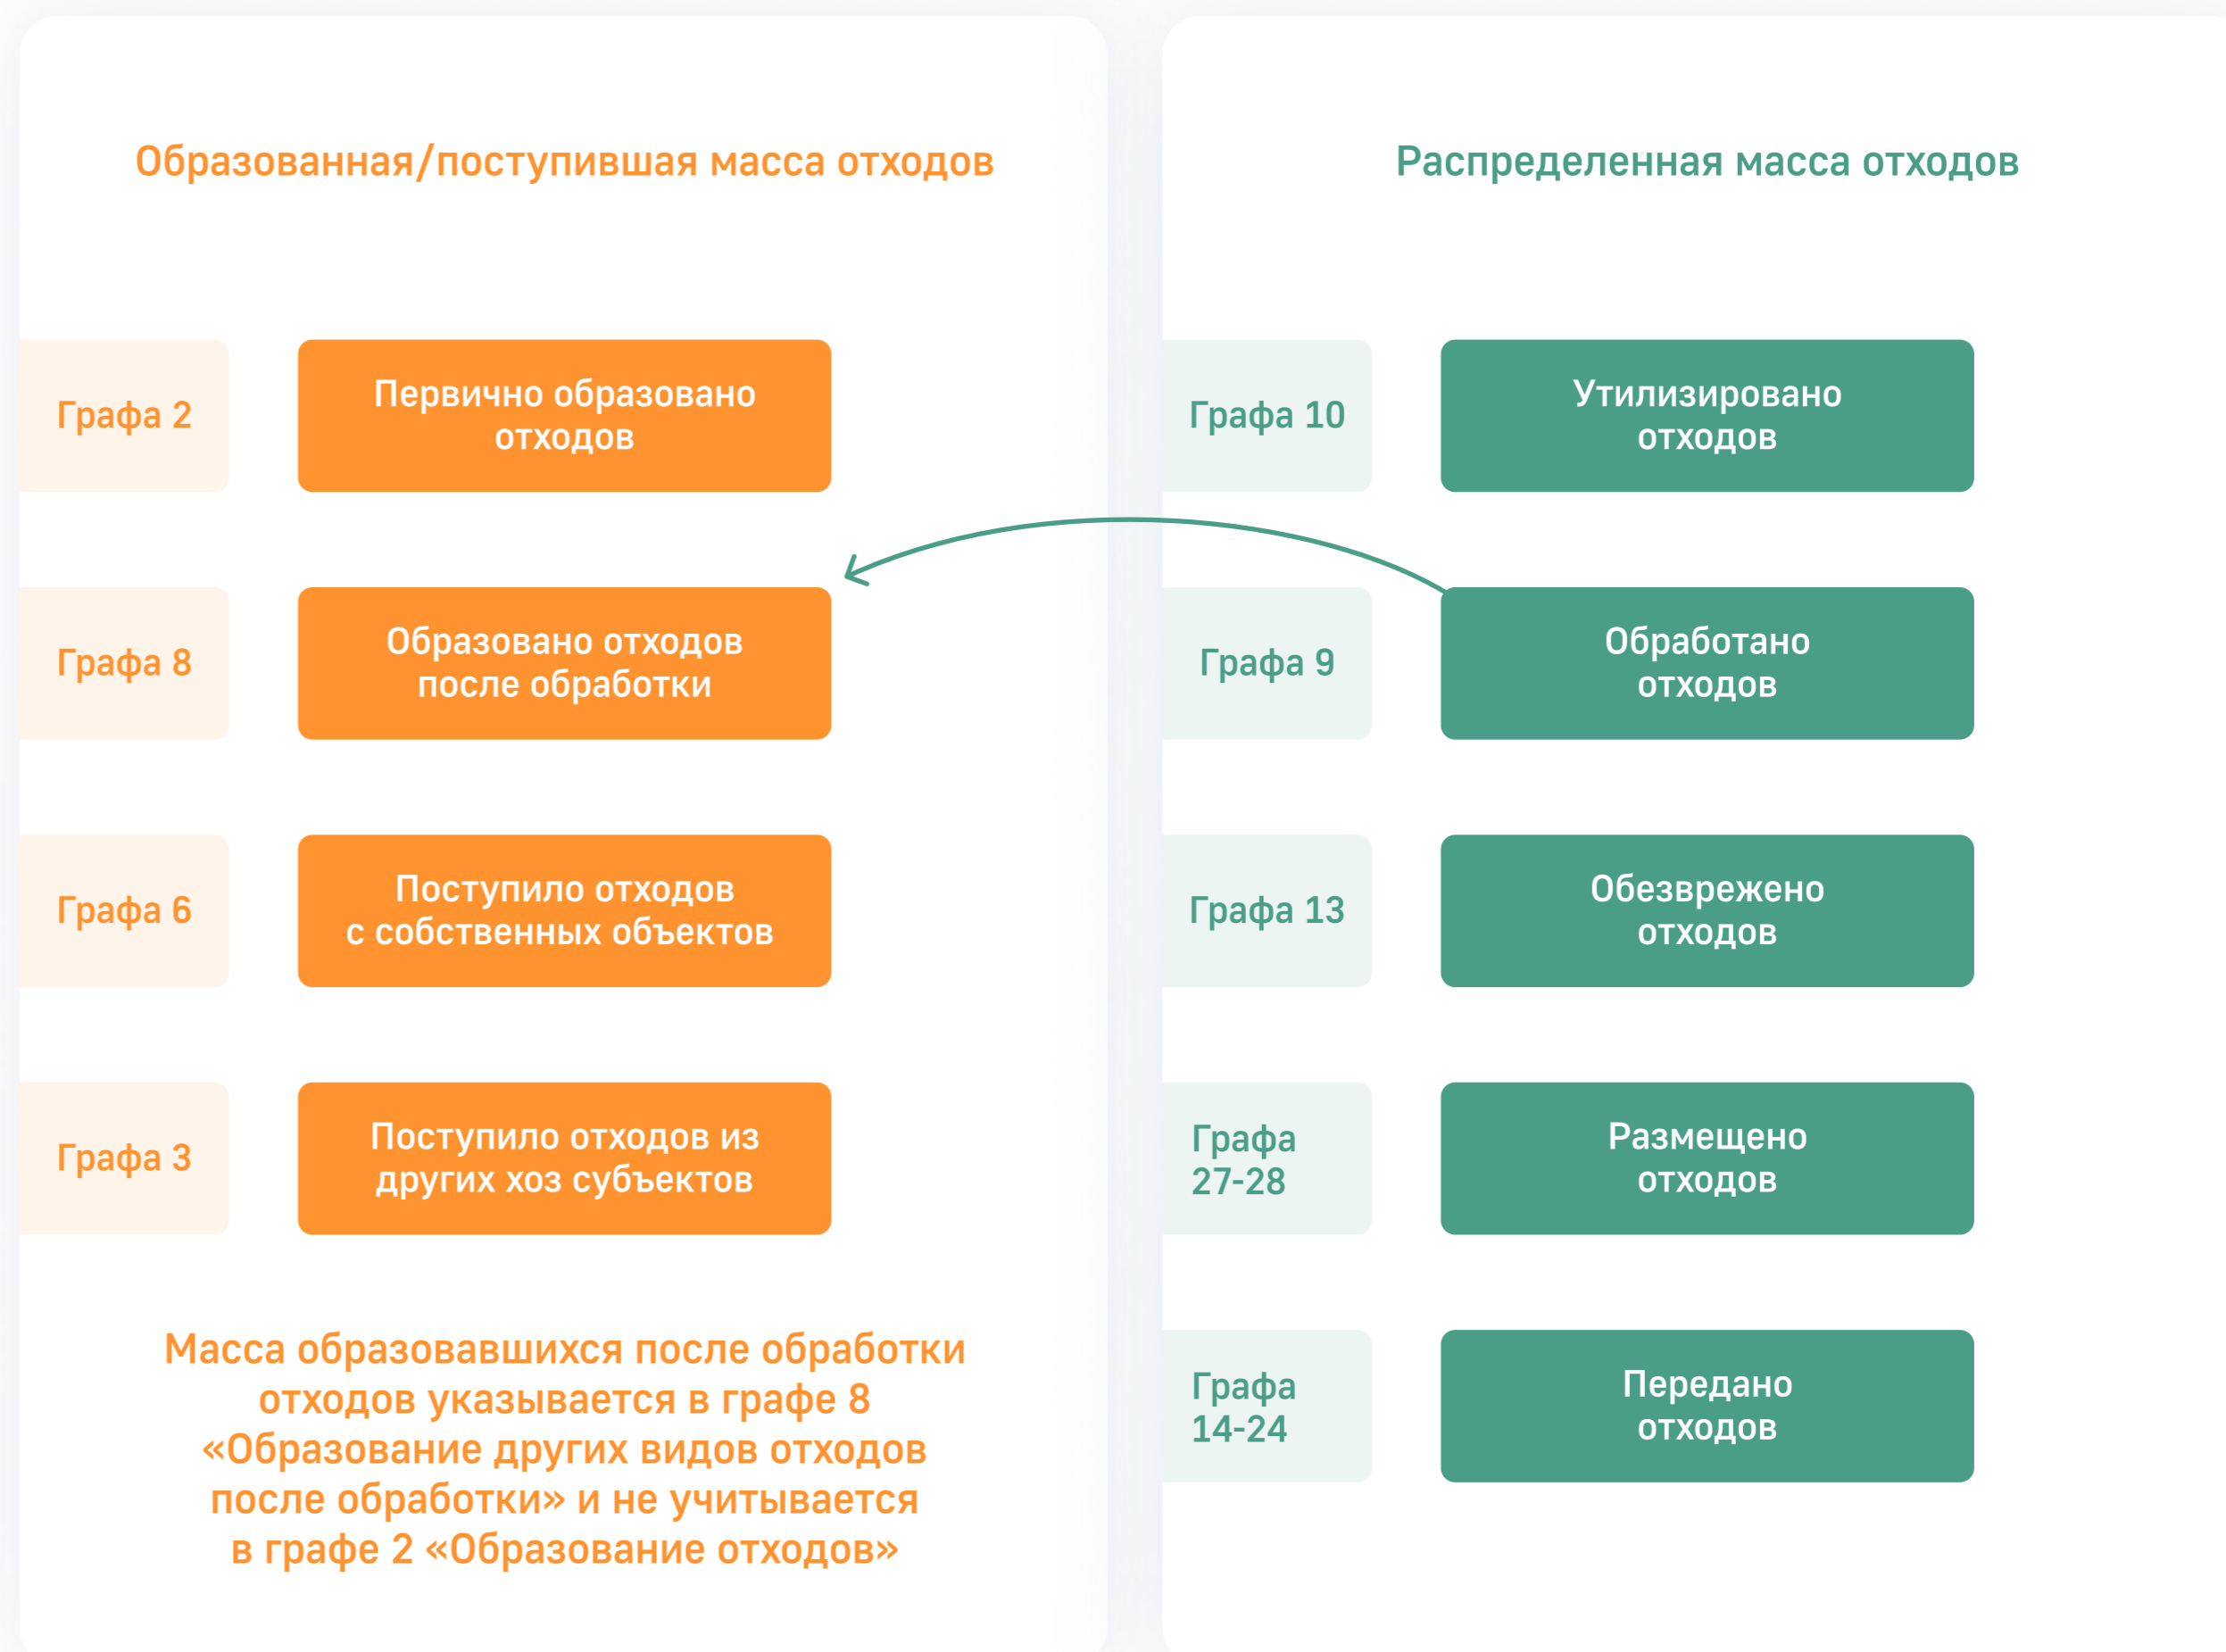 Образованная/поступившая масса отходов
Графа 2
Первично образовано
отходов
Графа 8
Образовано отходов
после обработки
Графа 6
Поступило отходов
с собственных объектов
Графа 3
Поступило отходов из
других хоз субъектов
Масса образовавшихся после обработки
отходов указывается в графе 8
«Образование других видов отходов
после обработки» и не учитывается
в графе 2 «Образование отходов»
Распределенная масса отходов
Графа 10
Утилизировано
отходов
Графа 9
Обработано
отходов
Графа 13
Обезврежено
отходов
Графа
27-28
Размещено
отходов
Графа
14-24
Передано
отходов